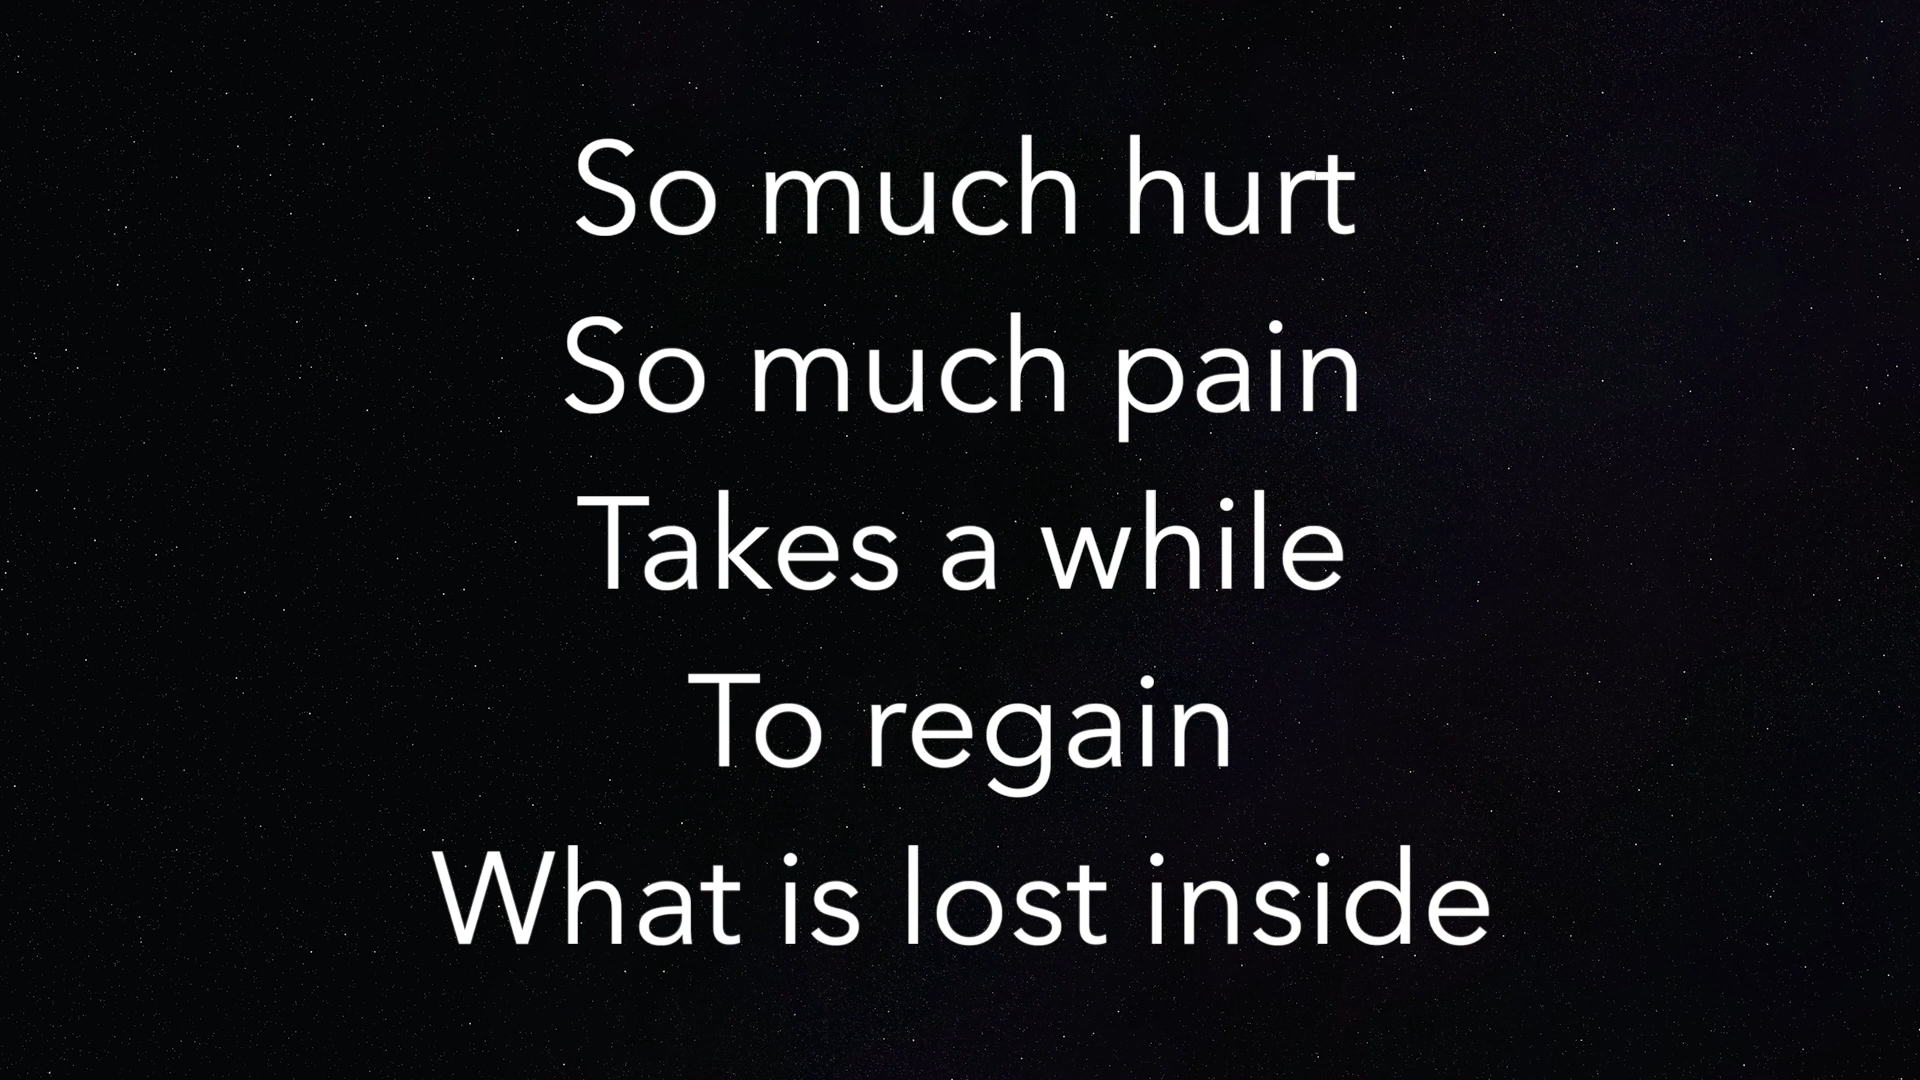 So much hurt
So much pain
Takes a while
To regain
What is lost inside